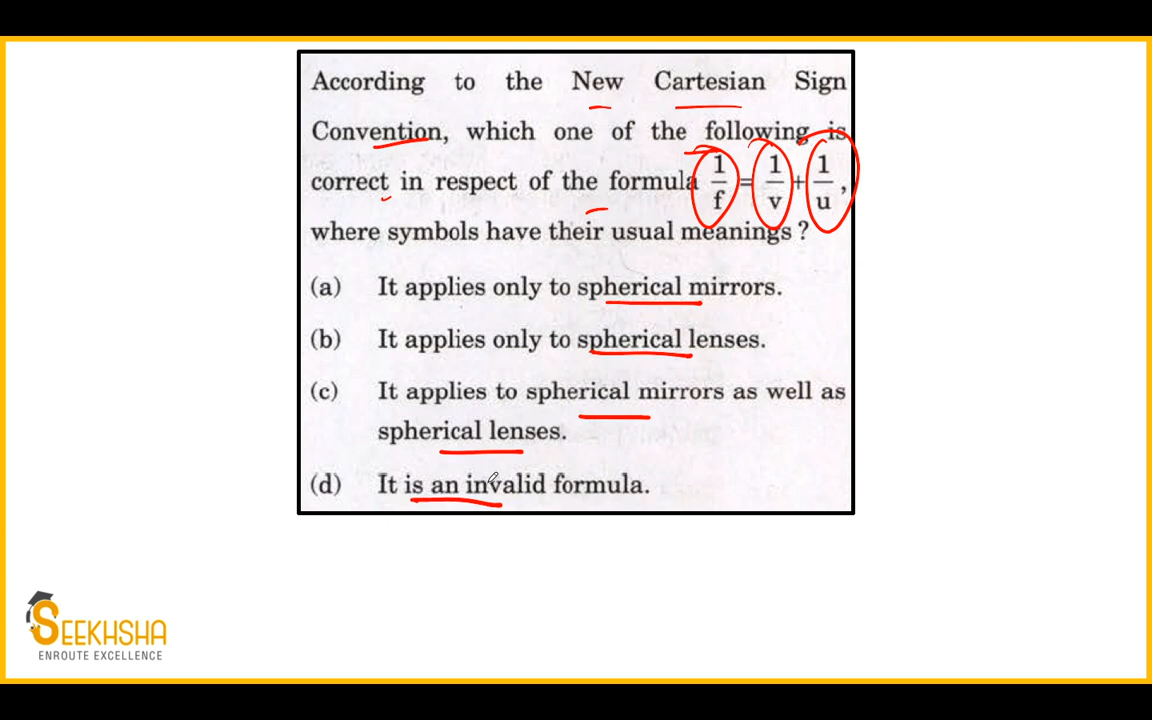 According to the New Cartesian Sign
Convention, which one of the following is
correct in respect of the formula 1/f = 1/v + 1/u,
where symbols have their usual meanings ?
(a) It applies only to spherical mirrors.
(b) It applies only to spherical lenses.
(c) It applies to spherical mirrors as well as
spherical lenses.
(d) It is an invalid formula.
SEEKHSHA
ENROUTE EXCELLENCE